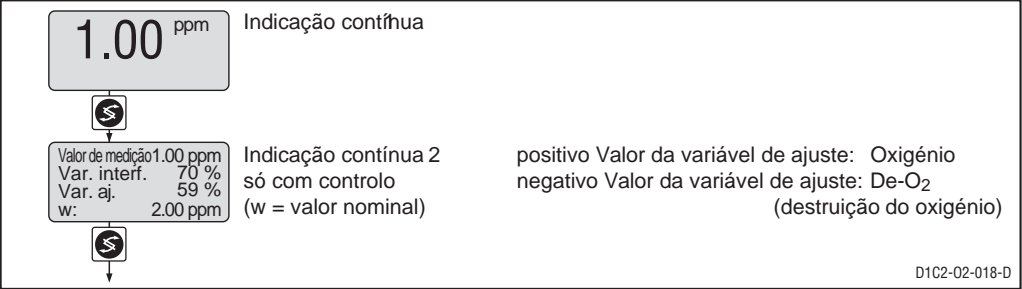 1.00 ppm
Indicação contínua
Valor de medição 1.00 ppm
Var. interf. 70 %
Var. aj. 59 %
w: 2.00 ppm
Indicação contínua 2
só com controlo
(w = valor nominal)
positivo Valor da variável de ajuste: Oxigénio
negativo Valor da variável de ajuste: De-O₂
(destruição do oxigénio)
D1C2-O2-018-D